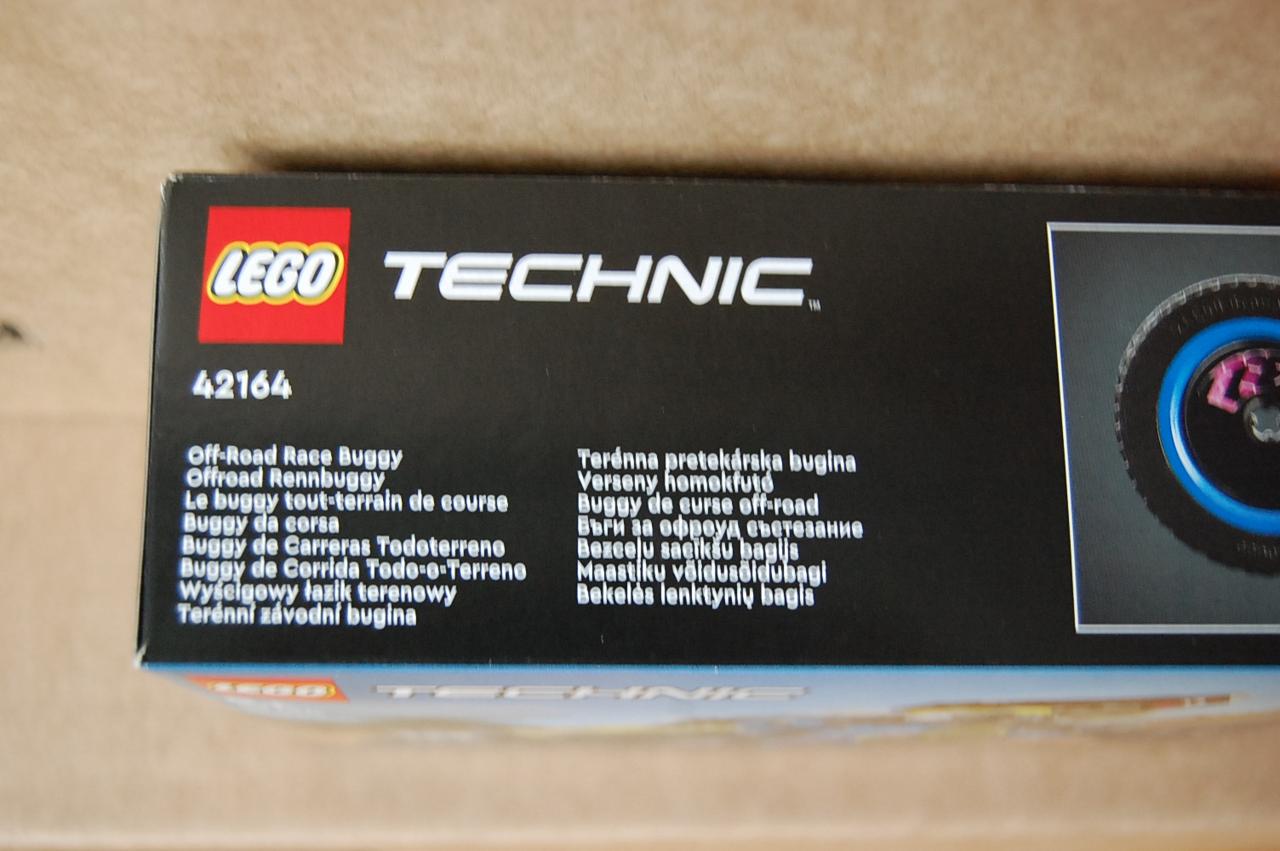 LEGO TECHNIC™
42164
Off-Road Race Buggy
Offroad Rennbuggy
Le buggy tout-terrain de course
Buggy da corsa
Buggy de Carreras Todoterreno
Buggy de Corrida Todo-o-Terreno
Wyścigowy łazik terenowy
Terénní závodní bugina
Terénna pretekárska bugina
Verseny homokfutó
Buggy de curse off-road
Бъги за офроуд състезание
Bezceļu sacīkšu bagijs
Maastiku võidusõidubagi
Bekelės lenktynių bagis
LEGO TECHNIC